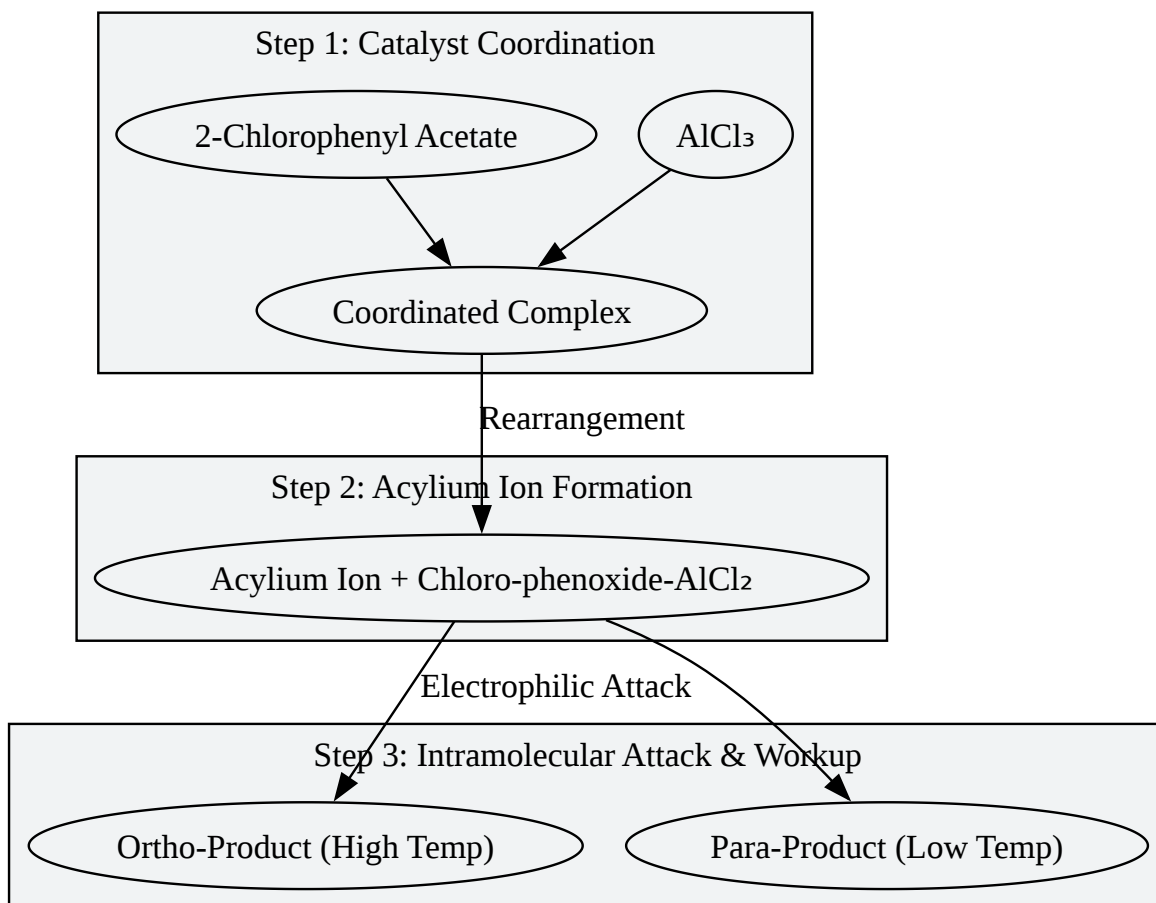 Step 1: Catalyst Coordination
2-Chlorophenyl Acetate
AlCl₃
Coordinated Complex
Rearrangement
Step 2: Acylium Ion Formation
Acylium Ion + Chloro-phenoxide-AlCl₂
Electrophilic Attack
Step 3: Intramolecular Attack & Workup
Ortho-Product (High Temp)
Para-Product (Low Temp)